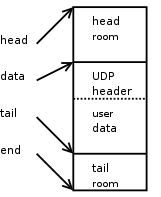 head
room
head
data
UDP
header
tail
user
data
end
tail
room